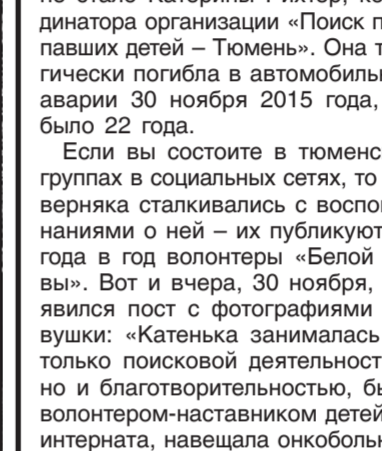 не стало Катерины Рихтер, ко
динатора организации «Поиск п
павших детей – Тюмень». Она т
гически погибла в автомобильн
аварии 30 ноября 2015 года,
было 22 года.
Если вы состоите в тюменс
группах в социальных сетях, то
верняка сталкивались с воспо
наниями о ней – их публикуют
года в год волонтеры «Белой
вы». Вот и вчера, 30 ноября,
явился пост с фотографиями
вушки: «Катенька занималась
только поисковой деятельност
но и благотворительностью, бы
волонтером-наставником детей
интерната, навещала онкоболь